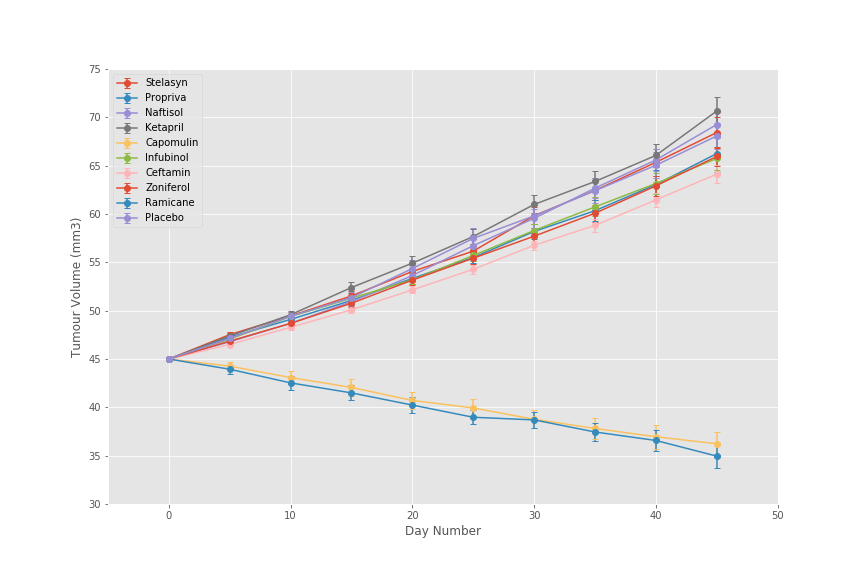 75
70
65
60
55
50
45
40
35
30
Tumour Volume (mm3)
Stelasyn
Propriva
Naftisol
Ketapril
Capomulin
Infubinol
Ceftamin
Zoniferol
Ramicane
Placebo
0 10 20 30 40 50
Day Number